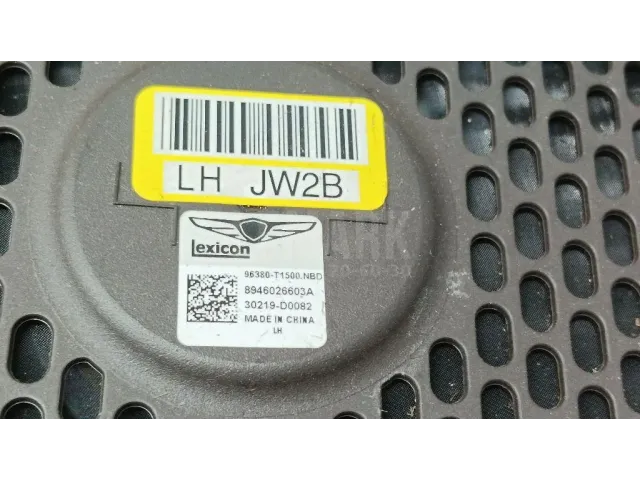 LH JW2B
Lexicon
96380-T1500.NBD
8946026603A
30219-D0082
MADE IN CHINA
LH